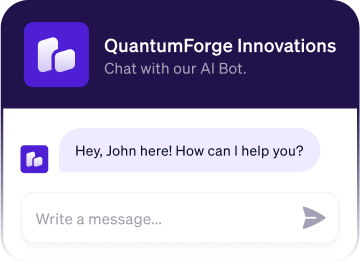 QuantumForge Innovations
Chat with our AI Bot.
Hey, John here! How can I help you?
Write a message...